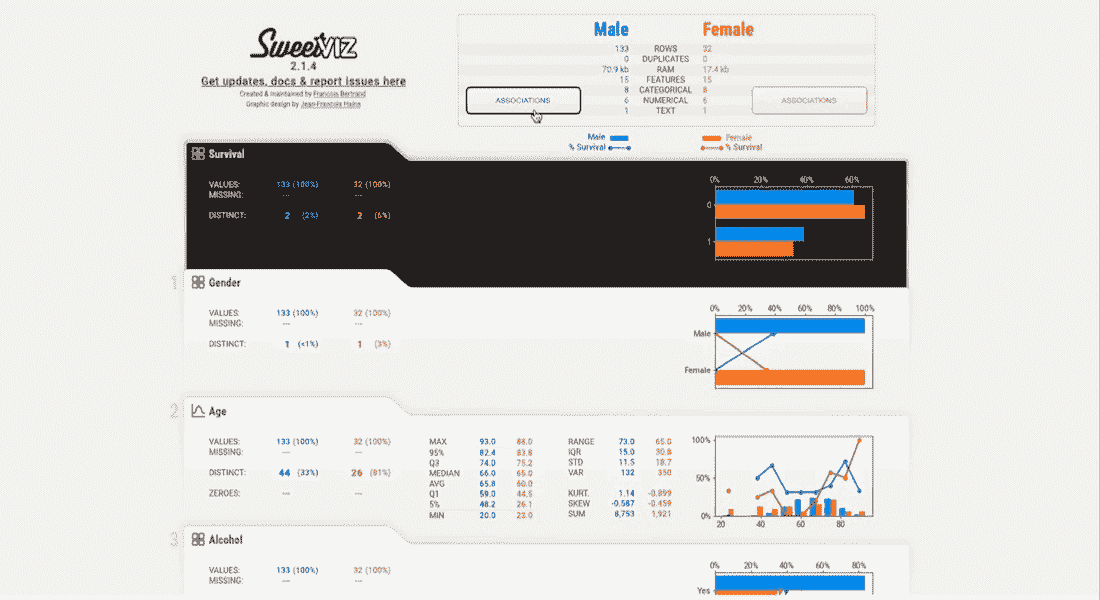 SweetVIZ
2.1.4
Get updates, docs & report issues here
Created & maintained by Francois Bertrand
Graphic design by Jean-Francois Hains
Male Female
133 ROWS 32
0 DUPLICATES 0
70.9 kb RAM 17.4 kb
15 FEATURES 15
8 CATEGORICAL 8
6 NUMERICAL 6
1 TEXT 1
ASSOCIATIONS
ASSOCIATIONS
Male Female
% Survival % Survival
Survival
VALUES: 133 (100%) 32 (100%)
MISSING: --- ---
DISTINCT: 2 (2%) 2 (6%)
0% 20% 40% 60%
0
1
1 Gender
VALUES: 133 (100%) 32 (100%)
MISSING: --- ---
DISTINCT: 1 (<1%) 1 (3%)
0% 20% 40% 60% 80% 100%
Male
Female
2 Age
VALUES: 133 (100%) 32 (100%)
MISSING: --- ---
DISTINCT: 44 (33%) 26 (81%)
ZEROES: --- ---
MAX 93.0 88.0
95% 82.4 83.8
Q3 74.0 75.2
MEDIAN 66.0 65.0
AVG 65.8 60.0
Q1 59.0 44.5
5% 48.2 26.1
MIN 20.0 23.0
RANGE 73.0 65.0
IQR 15.0 30.8
STD 11.5 18.7
VAR 132 350
KURT. 1.14 -0.899
SKEW -0.587 -0.459
SUM 8,753 1,921
100%
50%
0%
20 40 60 80
3 Alcohol
VALUES: 133 (100%) 32 (100%)
MISSING: --- ---
0% 20% 40% 60% 80%
Yes